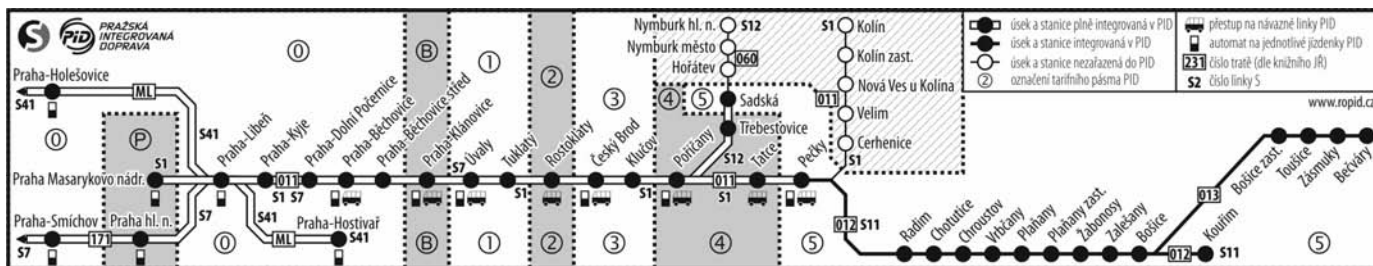 S
PID
PRAŽSKÁ
INTEGROVANÁ
DOPRAVA
Praha-Holešovice
S41
ML
S41
0
P
0
B
1
2
3
4
5
Nymburk hl. n.
S12
Nymburk město
060
Hořátev
Sadská
Třebestovice
S12
S1
Kolín
Kolín zast.
Nová Ves u Kolína
011
Velim
Cerhenice
S1
úsek a stanice plně integrovaná v PID
úsek a stanice integrovaná v PID
úsek a stanice nezařazená do PID
2 označení tarifního pásma PID
přestup na návazné linky PID
automat na jednotlivé jízdenky PID
231 číslo tratě (dle knižního JŘ)
S2 číslo linky S
www.ropid.cz
S1
Praha Masarykovo nádr.
Praha-Libeň
Praha-Kyje
011
S1 S7
Praha-Dolní Počernice
Praha-Běchovice
Praha-Běchovice střed
Praha-Klánovice
S7
Úvaly
Tuklaty
S1
Rostoklaty
Český Brod
Klučov
S1
Poříčany
011
S1
Tatce
Pečky
Praha-Smíchov
S7
171
Praha hl. n.
S7
S41
ML
Praha-Hostivař
S41
0
B
1
2
3
4
5
012
S11
Radim
Chotutice
Chroustov
Vrbčany
Plaňany
Plaňany zast.
Žabonosy
Zalešany
Bošice
012
Kouřim
S11
013
Bošice zast.
Toušice
Zásmuky
Bečváry
5